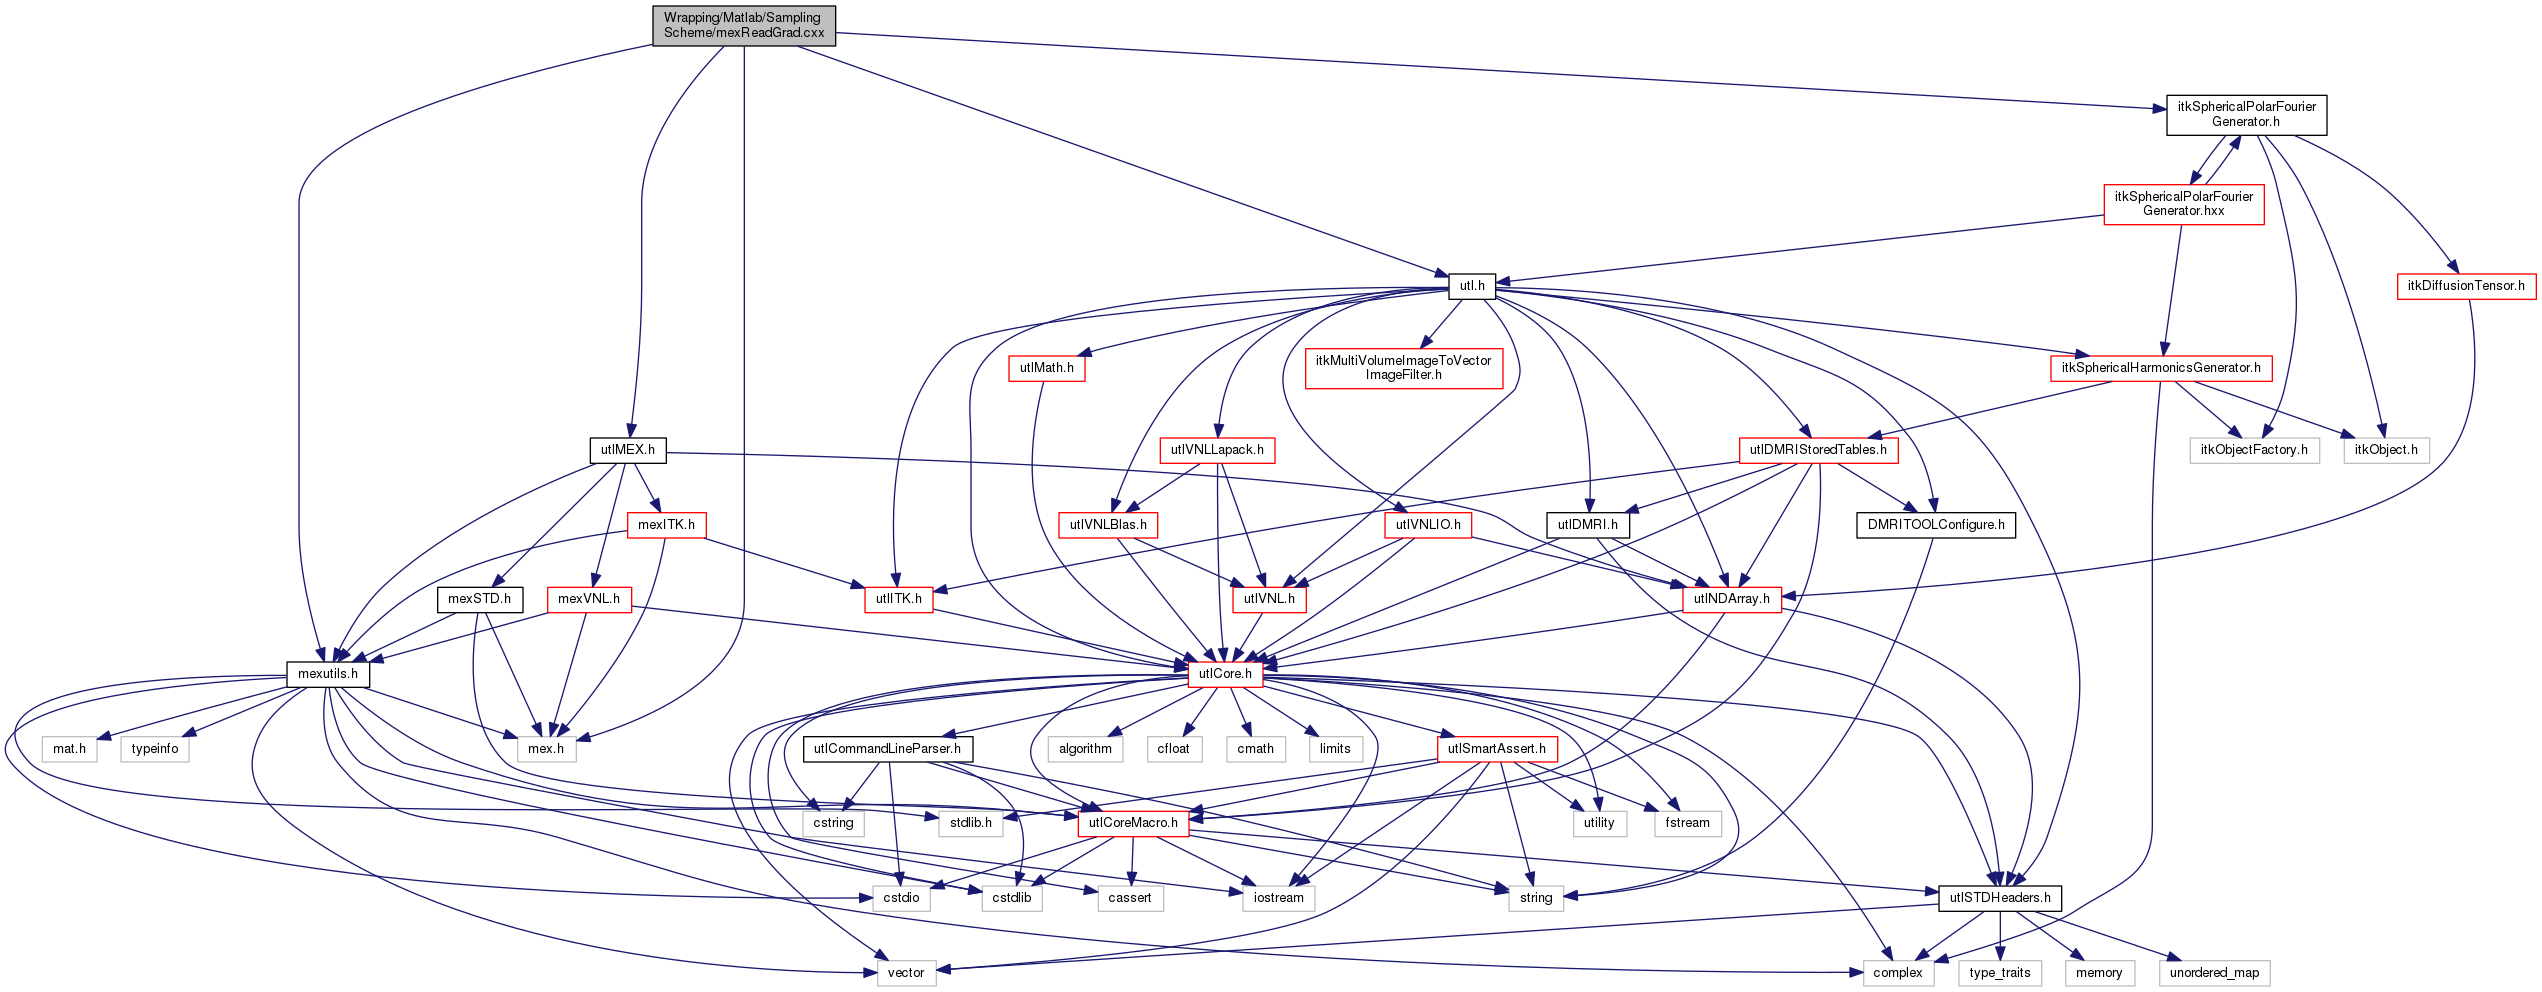 Wrapping/Matlab/Sampling
Scheme/mexReadGrad.cxx
itkSphericalPolarFourier
Generator.h
itkSphericalPolarFourier
Generator.hxx
utl.h
itkDiffusionTensor.h
utlMath.h
itkMultiVolumeImageToVector
ImageFilter.h
itkSphericalHarmonicsGenerator.h
utlMEX.h
utlVNLLapack.h
utlDMRIStoredTables.h
itkObjectFactory.h
itkObject.h
mexITK.h
utlVNLBlas.h
utlVNLIO.h
utlDMRI.h
DMRITOOLConfigure.h
mexSTD.h
mexVNL.h
utlITK.h
utlVNL.h
utlNDArray.h
mexutils.h
utlCore.h
mat.h
typeinfo
mex.h
utlCommandLineParser.h
algorithm
cfloat
cmath
limits
utlSmartAssert.h
cstring
stdlib.h
utlCoreMacro.h
utility
fstream
cstdio
cstdlib
cassert
iostream
string
utlSTDHeaders.h
vector
complex
type_traits
memory
unordered_map